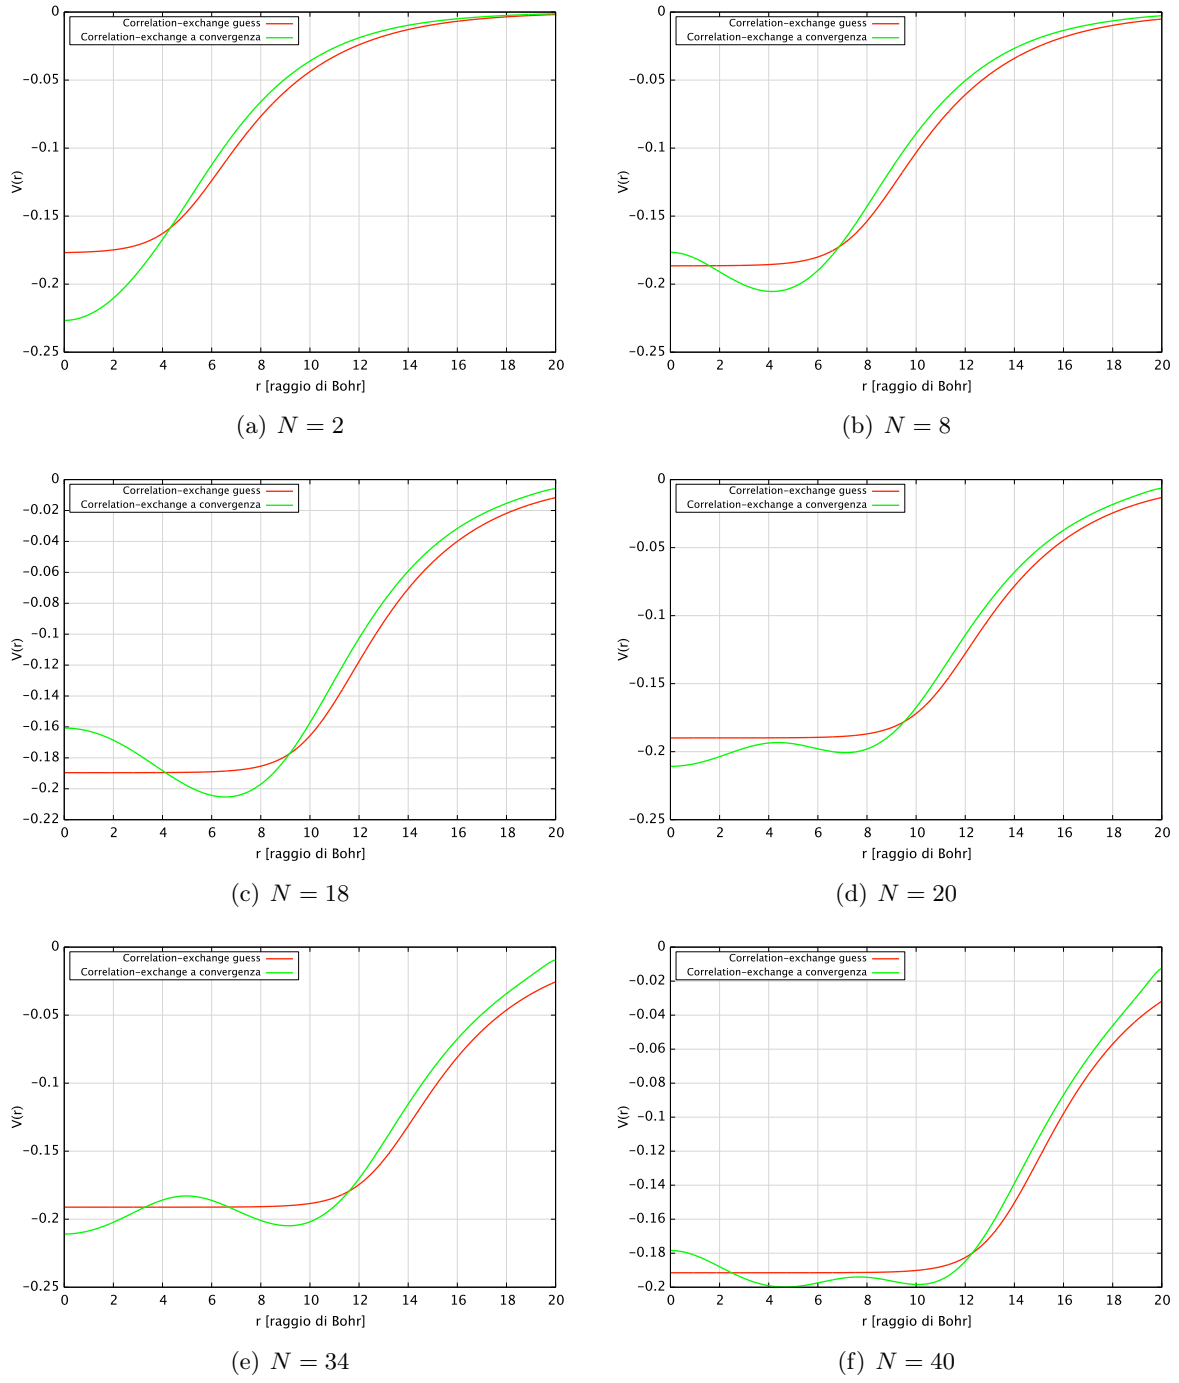 Correlation-exchange guess
Correlation-exchange a convergenza
V(r)
0
-0.05
-0.1
-0.15
-0.2
-0.25
0 2 4 6 8 10 12 14 16 18 20
r [raggio di Bohr]
(a) N = 2
Correlation-exchange guess
Correlation-exchange a convergenza
V(r)
0
-0.05
-0.1
-0.15
-0.2
-0.25
0 2 4 6 8 10 12 14 16 18 20
r [raggio di Bohr]
(b) N = 8
Correlation-exchange guess
Correlation-exchange a convergenza
V(r)
0
-0.02
-0.04
-0.06
-0.08
-0.1
-0.12
-0.14
-0.16
-0.18
-0.2
-0.22
0 2 4 6 8 10 12 14 16 18 20
r [raggio di Bohr]
(c) N = 18
Correlation-exchange guess
Correlation-exchange a convergenza
V(r)
0
-0.05
-0.1
-0.15
-0.2
-0.25
0 2 4 6 8 10 12 14 16 18 20
r [raggio di Bohr]
(d) N = 20
Correlation-exchange guess
Correlation-exchange a convergenza
V(r)
0
-0.05
-0.1
-0.15
-0.2
-0.25
0 2 4 6 8 10 12 14 16 18 20
r [raggio di Bohr]
(e) N = 34
Correlation-exchange guess
Correlation-exchange a convergenza
V(r)
0
-0.02
-0.04
-0.06
-0.08
-0.1
-0.12
-0.14
-0.16
-0.18
-0.2
0 2 4 6 8 10 12 14 16 18 20
r [raggio di Bohr]
(f) N = 40